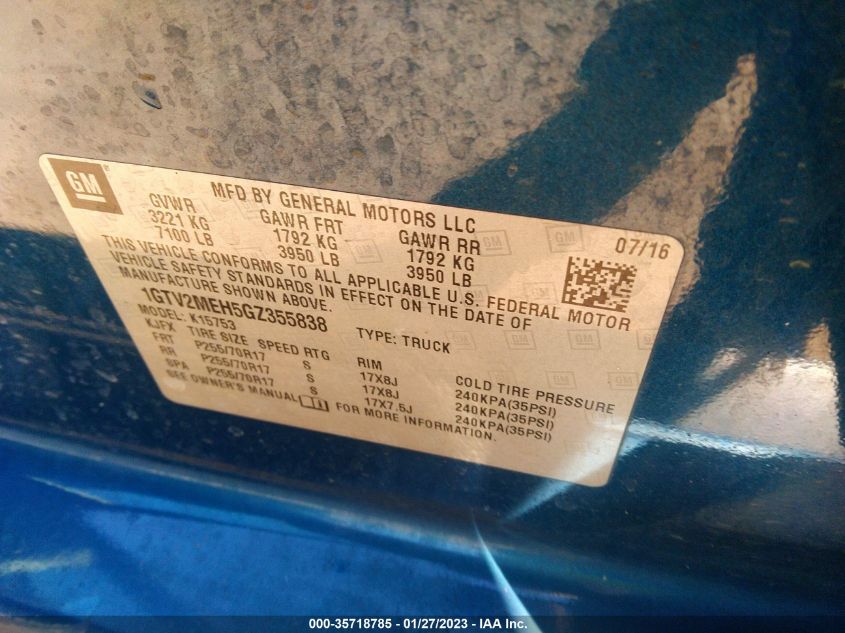 GM
MFD BY GENERAL MOTORS LLC
07/16
GVWR GAWR FRT GAWR RR
3221 KG 1792 KG 1792 KG
7100 LB 3950 LB 3950 LB
THIS VEHICLE CONFORMS TO ALL APPLICABLE U.S. FEDERAL MOTOR
VEHICLE SAFETY STANDARDS IN EFFECT ON THE DATE OF
MANUFACTURE SHOWN ABOVE.
1GTV2MEH5GZ355838
MODEL: K15753 TYPE: TRUCK
KJFX TIRE SIZE SPEED RTG RIM COLD TIRE PRESSURE
FRT P255/70R17 S 17X8J 240KPA(35PSI)
RR P255/70R17 S 17X8J 240KPA(35PSI)
SPA P255/70R17 S 17X7.5J 240KPA(35PSI)
SEE OWNER'S MANUAL FOR MORE INFORMATION.
000-35718785 - 01/27/2023 - IAA Inc.